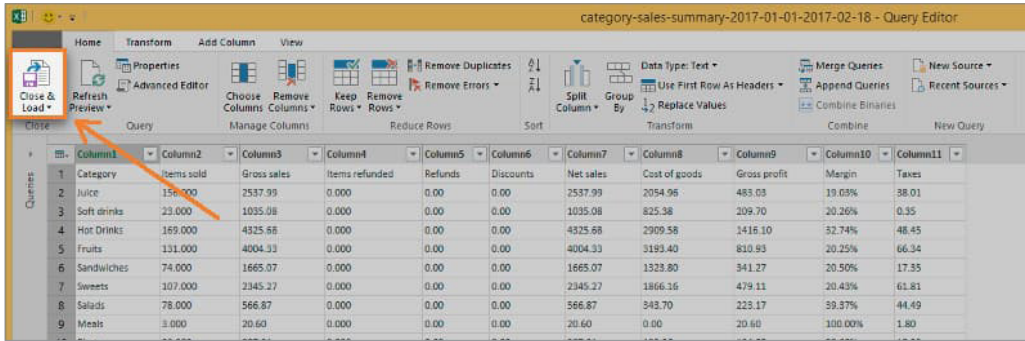 category-sales-summary-2017-01-01-2017-02-18 - Query Editor
Home Transform Add Column View
Close & Load
Refresh Preview
Properties
Advanced Editor
Choose Columns
Remove Columns
Keep Rows
Remove Rows
Remove Duplicates
Remove Errors
Split Column
Group By
Data Type: Text
Use First Row As Headers
Replace Values
Merge Queries
Append Queries
Combine Binaries
New Source
Recent Sources
Close Query Manage Columns Reduce Rows Sort Transform Combine New Query
Queries
Column1 Column2 Column3 Column4 Column5 Column6 Column7 Column8 Column9 Column10 Column11
1 Category Items sold Gross sales Items refunded Refunds Discounts Net sales Cost of goods Gross profit Margin Taxes
2 Juice 156.000 2537.99 0.000 0.00 0.00 2537.99 2054.96 483.03 19.03% 38.01
3 Soft drinks 23.000 1035.08 0.000 0.00 0.00 1035.08 825.38 209.70 20.26% 0.35
4 Hot Drinks 169.000 4325.68 0.000 0.00 0.00 4325.68 2909.58 1416.10 32.74% 48.45
5 Fruits 131.000 4004.33 0.000 0.00 0.00 4004.33 3193.40 810.93 20.25% 66.34
6 Sandwiches 74.000 1665.07 0.000 0.00 0.00 1665.07 1323.80 341.27 20.50% 17.35
7 Sweets 107.000 2345.27 0.000 0.00 0.00 2345.27 1866.16 479.11 20.43% 61.81
8 Salads 78.000 566.87 0.000 0.00 0.00 566.87 343.70 223.17 39.37% 44.49
9 Meals 3.000 20.60 0.000 0.00 0.00 20.60 0.00 20.60 100.00% 1.80